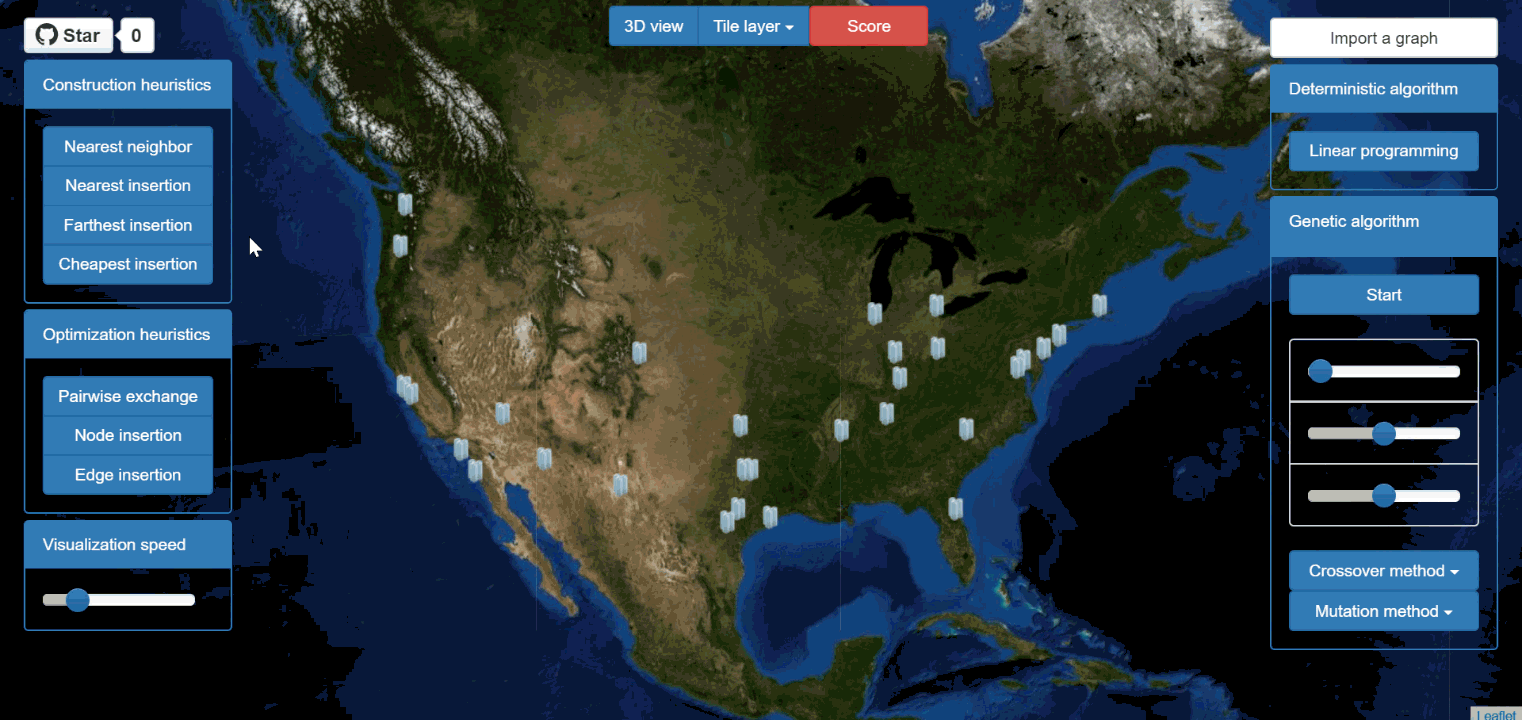 Star
0
3D view
Tile layer
Score
Import a graph
Construction heuristics
Nearest neighbor
Nearest insertion
Farthest insertion
Cheapest insertion
Optimization heuristics
Pairwise exchange
Node insertion
Edge insertion
Visualization speed
Deterministic algorithm
Linear programming
Genetic algorithm
Start
Crossover method
Mutation method
Leaflet